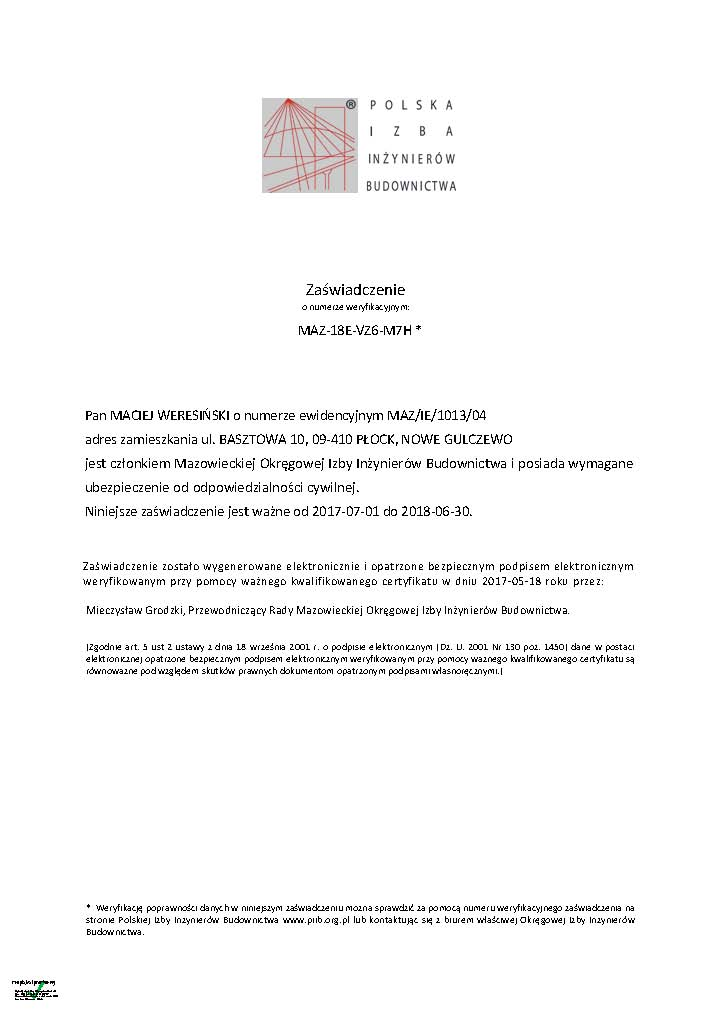 ®
POLSKA
IZBA
INŻYNIERÓW
BUDOWNICTWA
Zaświadczenie
o numerze weryfikacyjnym:
MAZ-18E-VZ6-M7H *
Pan MACIEJ WERESIŃSKI o numerze ewidencyjnym MAZ/IE/1013/04
adres zamieszkania ul. BASZTOWA 10, 09-410 PŁOCK, NOWE GULCZEWO
jest członkiem Mazowieckiej Okręgowej Izby Inżynierów Budownictwa i posiada wymagane
ubezpieczenie od odpowiedzialności cywilnej.
Niniejsze zaświadczenie jest ważne od 2017-07-01 do 2018-06-30.
Zaświadczenie zostało wygenerowane elektronicznie i opatrzone bezpiecznym podpisem elektronicznym
weryfikowanym przy pomocy ważnego kwalifikowanego certyfikatu w dniu 2017-05-18 roku przez:
Mieczysław Grodzki, Przewodniczący Rady Mazowieckiej Okręgowej Izby Inżynierów Budownictwa.
(Zgodnie art. 5 ust 2 ustawy z dnia 18 września 2001 r. o podpisie elektronicznym (Dz. U. 2001 Nr 130 poz. 1450) dane w postaci
elektronicznej opatrzone bezpiecznym podpisem elektronicznym weryfikowanym przy pomocy ważnego kwalifikowanego certyfikatu są
równoważne pod względem skutków prawnych dokumentom opatrzonym podpisami własnoręcznymi.)
* Weryfikację poprawności danych w niniejszym zaświadczeniu można sprawdzić za pomocą numeru weryfikacyjnego zaświadczenia na
stronie Polskiej Izby Inżynierów Budownictwa www.piib.org.pl lub kontaktując się z biurem właściwej Okręgowej Izby Inżynierów
Budownictwa.